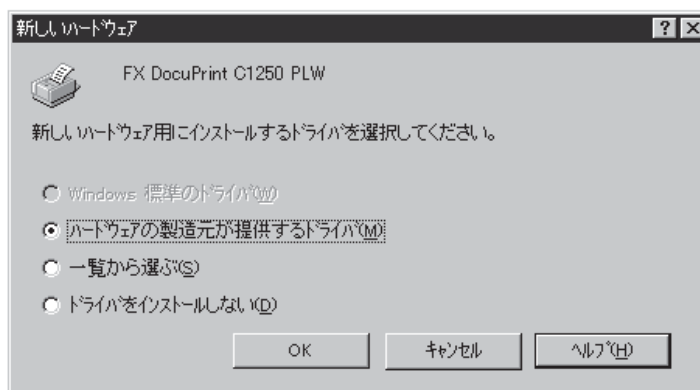 新しいﾊｰﾄﾞｳｪｱ
FX DocuPrint C1250 PLW
新しいﾊｰﾄﾞｳｪｱ用にｲﾝｽﾄｰﾙするﾄﾞﾗｲﾊﾞを選択してください。
Windows 標準のﾄﾞﾗｲﾊﾞ(W)
ﾊｰﾄﾞｳｪｱの製造元が提供するﾄﾞﾗｲﾊﾞ(M)
一覧から選ぶ(S)
ﾄﾞﾗｲﾊﾞをｲﾝｽﾄｰﾙしない(D)
OK ｷｬﾝｾﾙ ﾍﾙﾌﾟ(H)